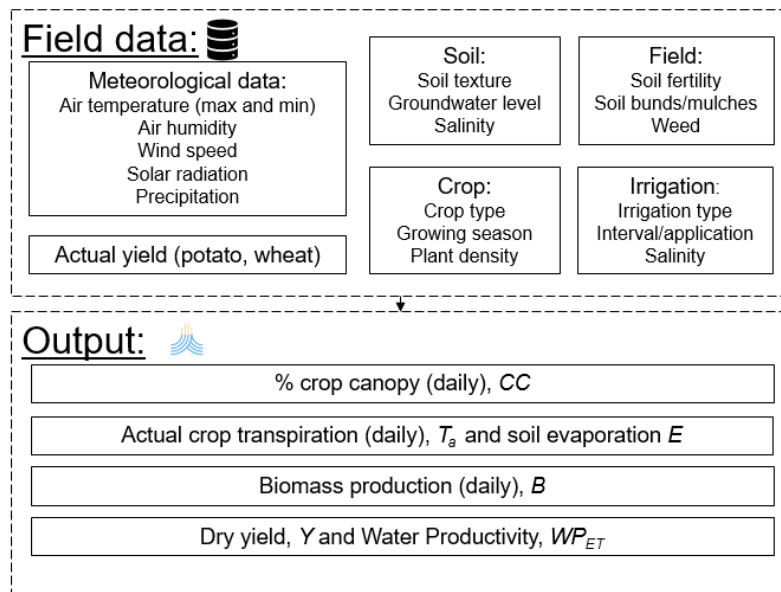 Field data:
Meteorological data:
Air temperature (max and min)
Air humidity
Wind speed
Solar radiation
Precipitation
Actual yield (potato, wheat)
Soil:
Soil texture
Groundwater level
Salinity
Field:
Soil fertility
Soil bunds/mulches
Weed
Crop:
Crop type
Growing season
Plant density
Irrigation:
Irrigation type
Interval/application
Salinity
Output:
% crop canopy (daily), CC
Actual crop transpiration (daily), Ta and soil evaporation E
Biomass production (daily), B
Dry yield, Y and Water Productivity, WPET